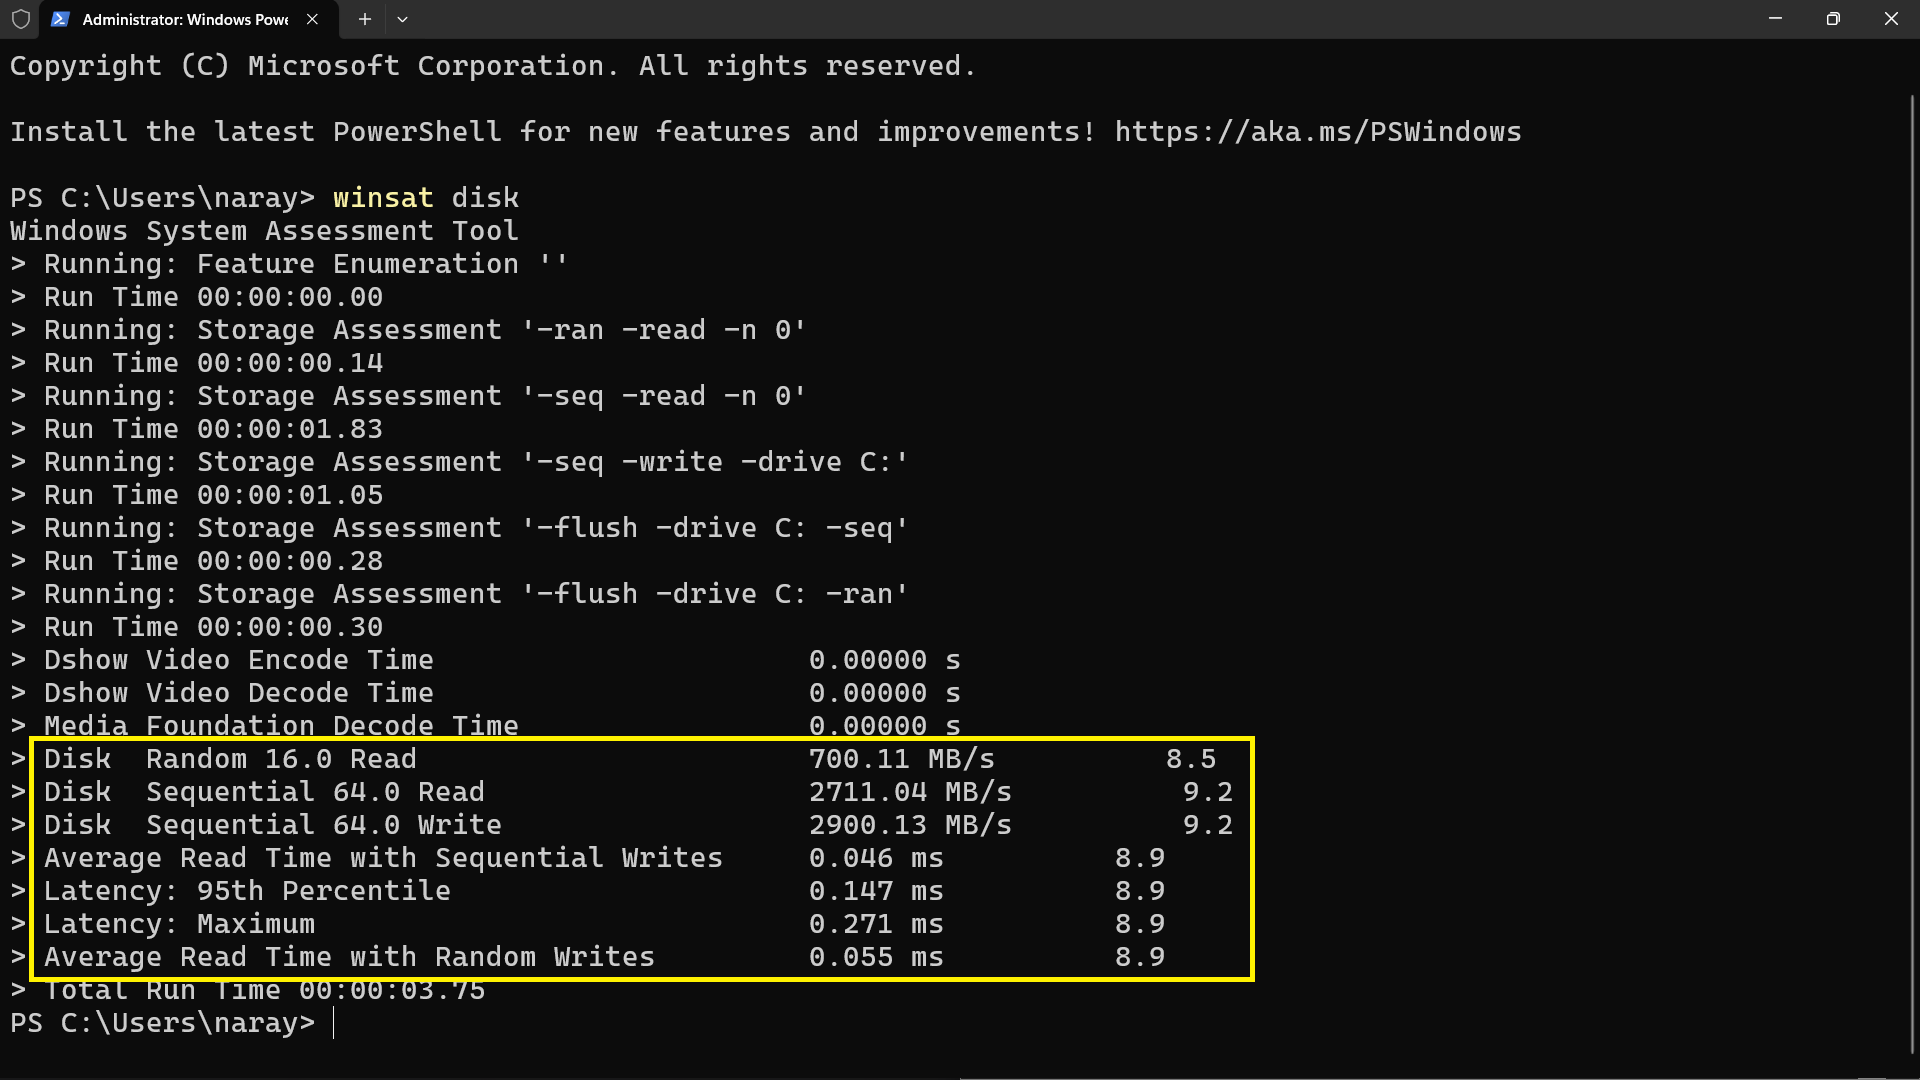 Administrator: Windows Powe
Copyright (C) Microsoft Corporation. All rights reserved.
Install the latest PowerShell for new features and improvements! https://aka.ms/PSWindows
PS C:\Users\naray> winsat disk
Windows System Assessment Tool
> Running: Feature Enumeration ''
> Run Time 00:00:00.00
> Running: Storage Assessment '-ran -read -n 0'
> Run Time 00:00:00.14
> Running: Storage Assessment '-seq -read -n 0'
> Run Time 00:00:01.83
> Running: Storage Assessment '-seq -write -drive C:'
> Run Time 00:00:01.05
> Running: Storage Assessment '-flush -drive C: -seq'
> Run Time 00:00:00.28
> Running: Storage Assessment '-flush -drive C: -ran'
> Run Time 00:00:00.30
> Dshow Video Encode Time 0.00000 s
> Dshow Video Decode Time 0.00000 s
> Media Foundation Decode Time 0.00000 s
> Disk Random 16.0 Read 700.11 MB/s 8.5
> Disk Sequential 64.0 Read 2711.04 MB/s 9.2
> Disk Sequential 64.0 Write 2900.13 MB/s 9.2
> Average Read Time with Sequential Writes 0.046 ms 8.9
> Latency: 95th Percentile 0.147 ms 8.9
> Latency: Maximum 0.271 ms 8.9
> Average Read Time with Random Writes 0.055 ms 8.9
> Total Run Time 00:00:03.75
PS C:\Users\naray>